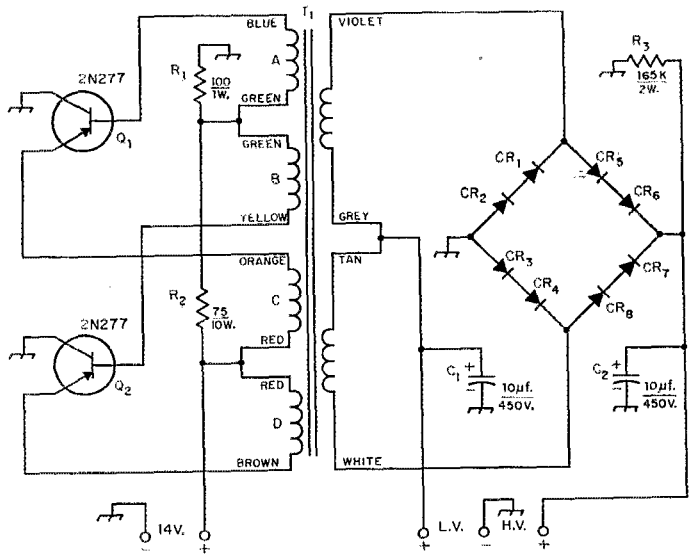 BLUE
T1
VIOLET
2N277
Q1
R1
100
1W.
A
GREEN
GREEN
B
YELLOW
ORANGE
R2
75
10W.
C
RED
RED
D
BROWN
2N277
Q2
GREY
TAN
WHITE
R3
165K
2W.
CR1
CR2
CR5
CR6
CR3
CR4
CR7
CR8
C1
+
−
10µf.
450V.
C2
+
−
10µf.
450V.
− 14V. +
+ L.V. − H.V. +